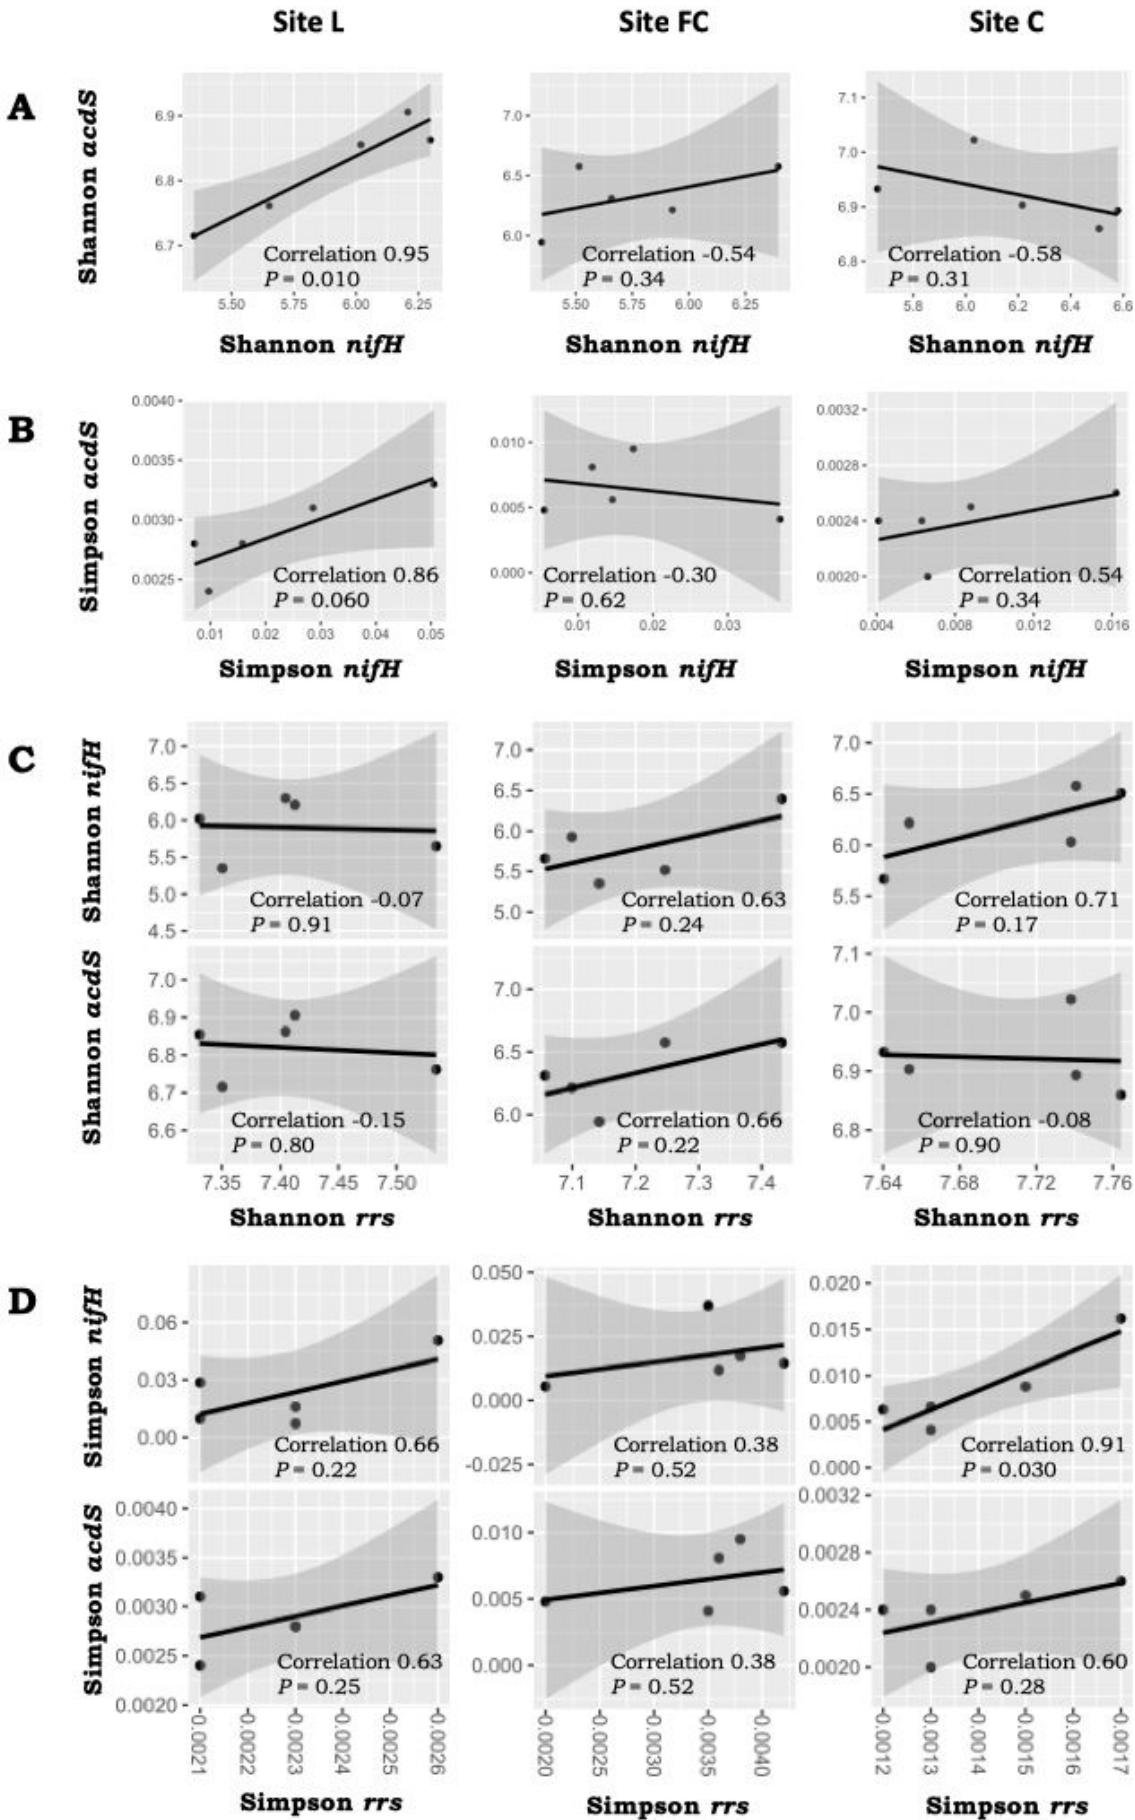 Site L Site FC Site C
A
Shannon acdS
6.9
6.8
6.7
Correlation 0.95
P = 0.010
5.50 5.75 6.00 6.25
Shannon nifH
7.0
6.5
6.0
Correlation -0.54
P = 0.34
5.50 5.75 6.00 6.25
Shannon nifH
7.1
7.0
6.9
6.8
Correlation -0.58
P = 0.31
5.8 6.0 6.2 6.4 6.6
Shannon nifH
B
Simpson acdS
0.0040
0.0035
0.0030
0.0025
Correlation 0.86
P = 0.060
0.01 0.02 0.03 0.04 0.05
Simpson nifH
0.010
0.005
0.000
Correlation -0.30
P = 0.62
0.01 0.02 0.03
Simpson nifH
0.0032
0.0028
0.0024
0.0020
Correlation 0.54
P = 0.34
0.004 0.008 0.012 0.016
Simpson nifH
C
Shannon nifH
7.0
6.5
6.0
5.5
5.0
4.5
Correlation -0.07
P = 0.91
7.0
6.5
6.0
5.5
5.0
Correlation 0.63
P = 0.24
7.0
6.5
6.0
5.5
Correlation 0.71
P = 0.17
Shannon acdS
7.0
6.9
6.8
6.7
6.6
Correlation -0.15
P = 0.80
7.35 7.40 7.45 7.50
Shannon rrs
7.0
6.5
6.0
Correlation 0.66
P = 0.22
7.1 7.2 7.3 7.4
Shannon rrs
7.1
7.0
6.9
6.8
Correlation -0.08
P = 0.90
7.64 7.68 7.72 7.76
Shannon rrs
D
Simpson nifH
0.06
0.03
0.00
Correlation 0.66
P = 0.22
0.050
0.025
0.000
-0.025
Correlation 0.38
P = 0.52
0.020
0.015
0.010
0.005
0.000
Correlation 0.91
P = 0.030
Simpson acdS
0.0040
0.0035
0.0030
0.0025
0.0020
Correlation 0.63
P = 0.25
0.0021 0.0022 0.0023 0.0024 0.0025 0.0026
Simpson rrs
0.010
0.005
0.000
Correlation 0.38
P = 0.52
0.0020 0.0025 0.0030 0.0035 0.0040
Simpson rrs
0.0032
0.0028
0.0024
0.0020
Correlation 0.60
P = 0.28
0.0012 0.0013 0.0014 0.0015 0.0016 0.0017
Simpson rrs